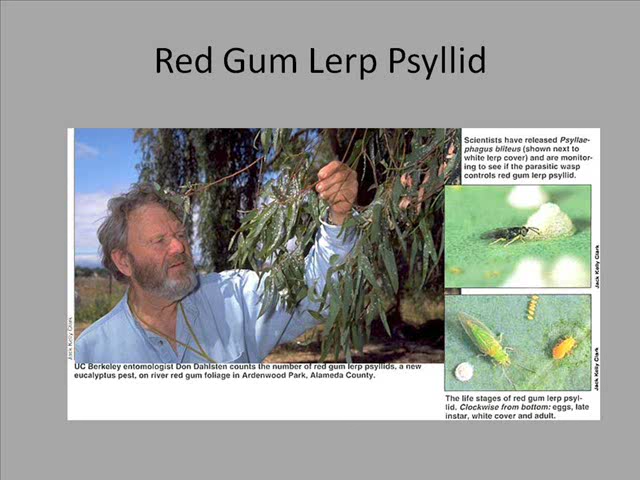 Red Gum Lerp Psyllid
Scientists have released Psyllae-
phagus bliteus (shown next to
white lerp cover) and are monitor-
ing to see if the parasitic wasp
controls red gum lerp psyllid.
Jack Kelly Clark
Jack Kelly Clark
Jack Kelly Clark
UC Berkeley entomologist Don Dahlsten counts the number of red gum lerp psyllids, a new
eucalyptus pest, on river red gum foliage in Ardenwood Park, Alameda County.
The life stages of red gum lerp psyl-
lid. Clockwise from bottom: eggs, late
instar, white cover and adult.